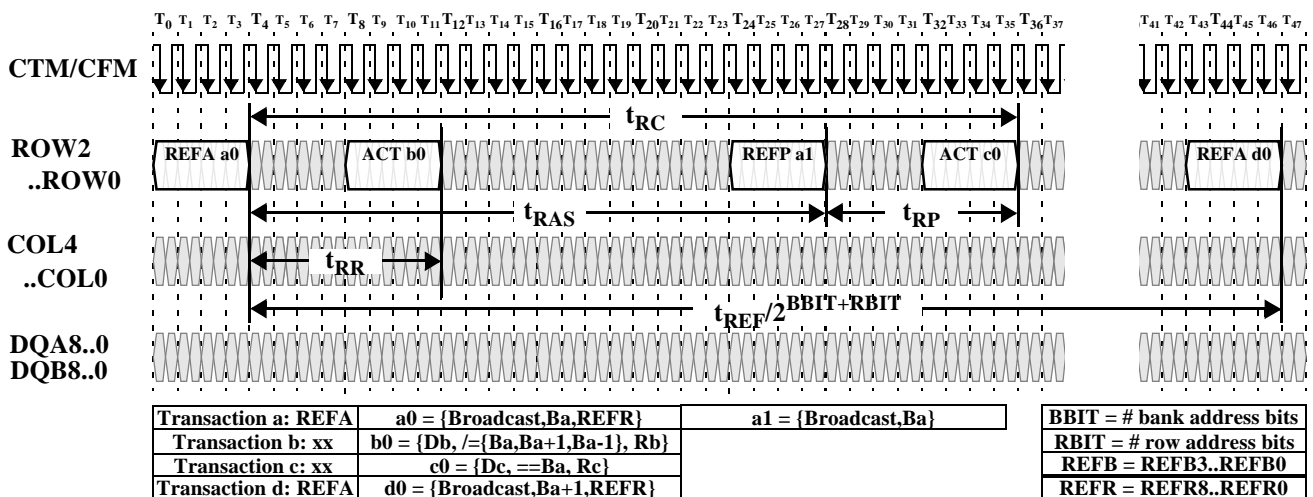 T0 T1 T2 T3 T4 T5 T6 T7 T8 T9 T10 T11 T12 T13 T14 T15 T16 T17 T18 T19 T20 T21 T22 T23 T24 T25 T26 T27 T28 T29 T30 T31 T32 T33 T34 T35 T36 T37 T41 T42 T43 T44 T45 T46 T47
CTM/CFM
tRC
ROW2
..ROW0
REFA a0 ACT b0 REFP a1 ACT c0 REFA d0
tRAS tRP
COL4
..COL0
tRR
tREF/2BBIT+RBIT
DQA8..0
DQB8..0
Transaction a: REFA a0 = {Broadcast,Ba,REFR} a1 = {Broadcast,Ba} BBIT = # bank address bits
Transaction b: xx b0 = {Db, /={Ba,Ba+1,Ba-1}, Rb} RBIT = # row address bits
Transaction c: xx c0 = {Dc, ==Ba, Rc} REFB = REFB3..REFB0
Transaction d: REFA d0 = {Broadcast,Ba+1,REFR} REFR = REFR8..REFR0